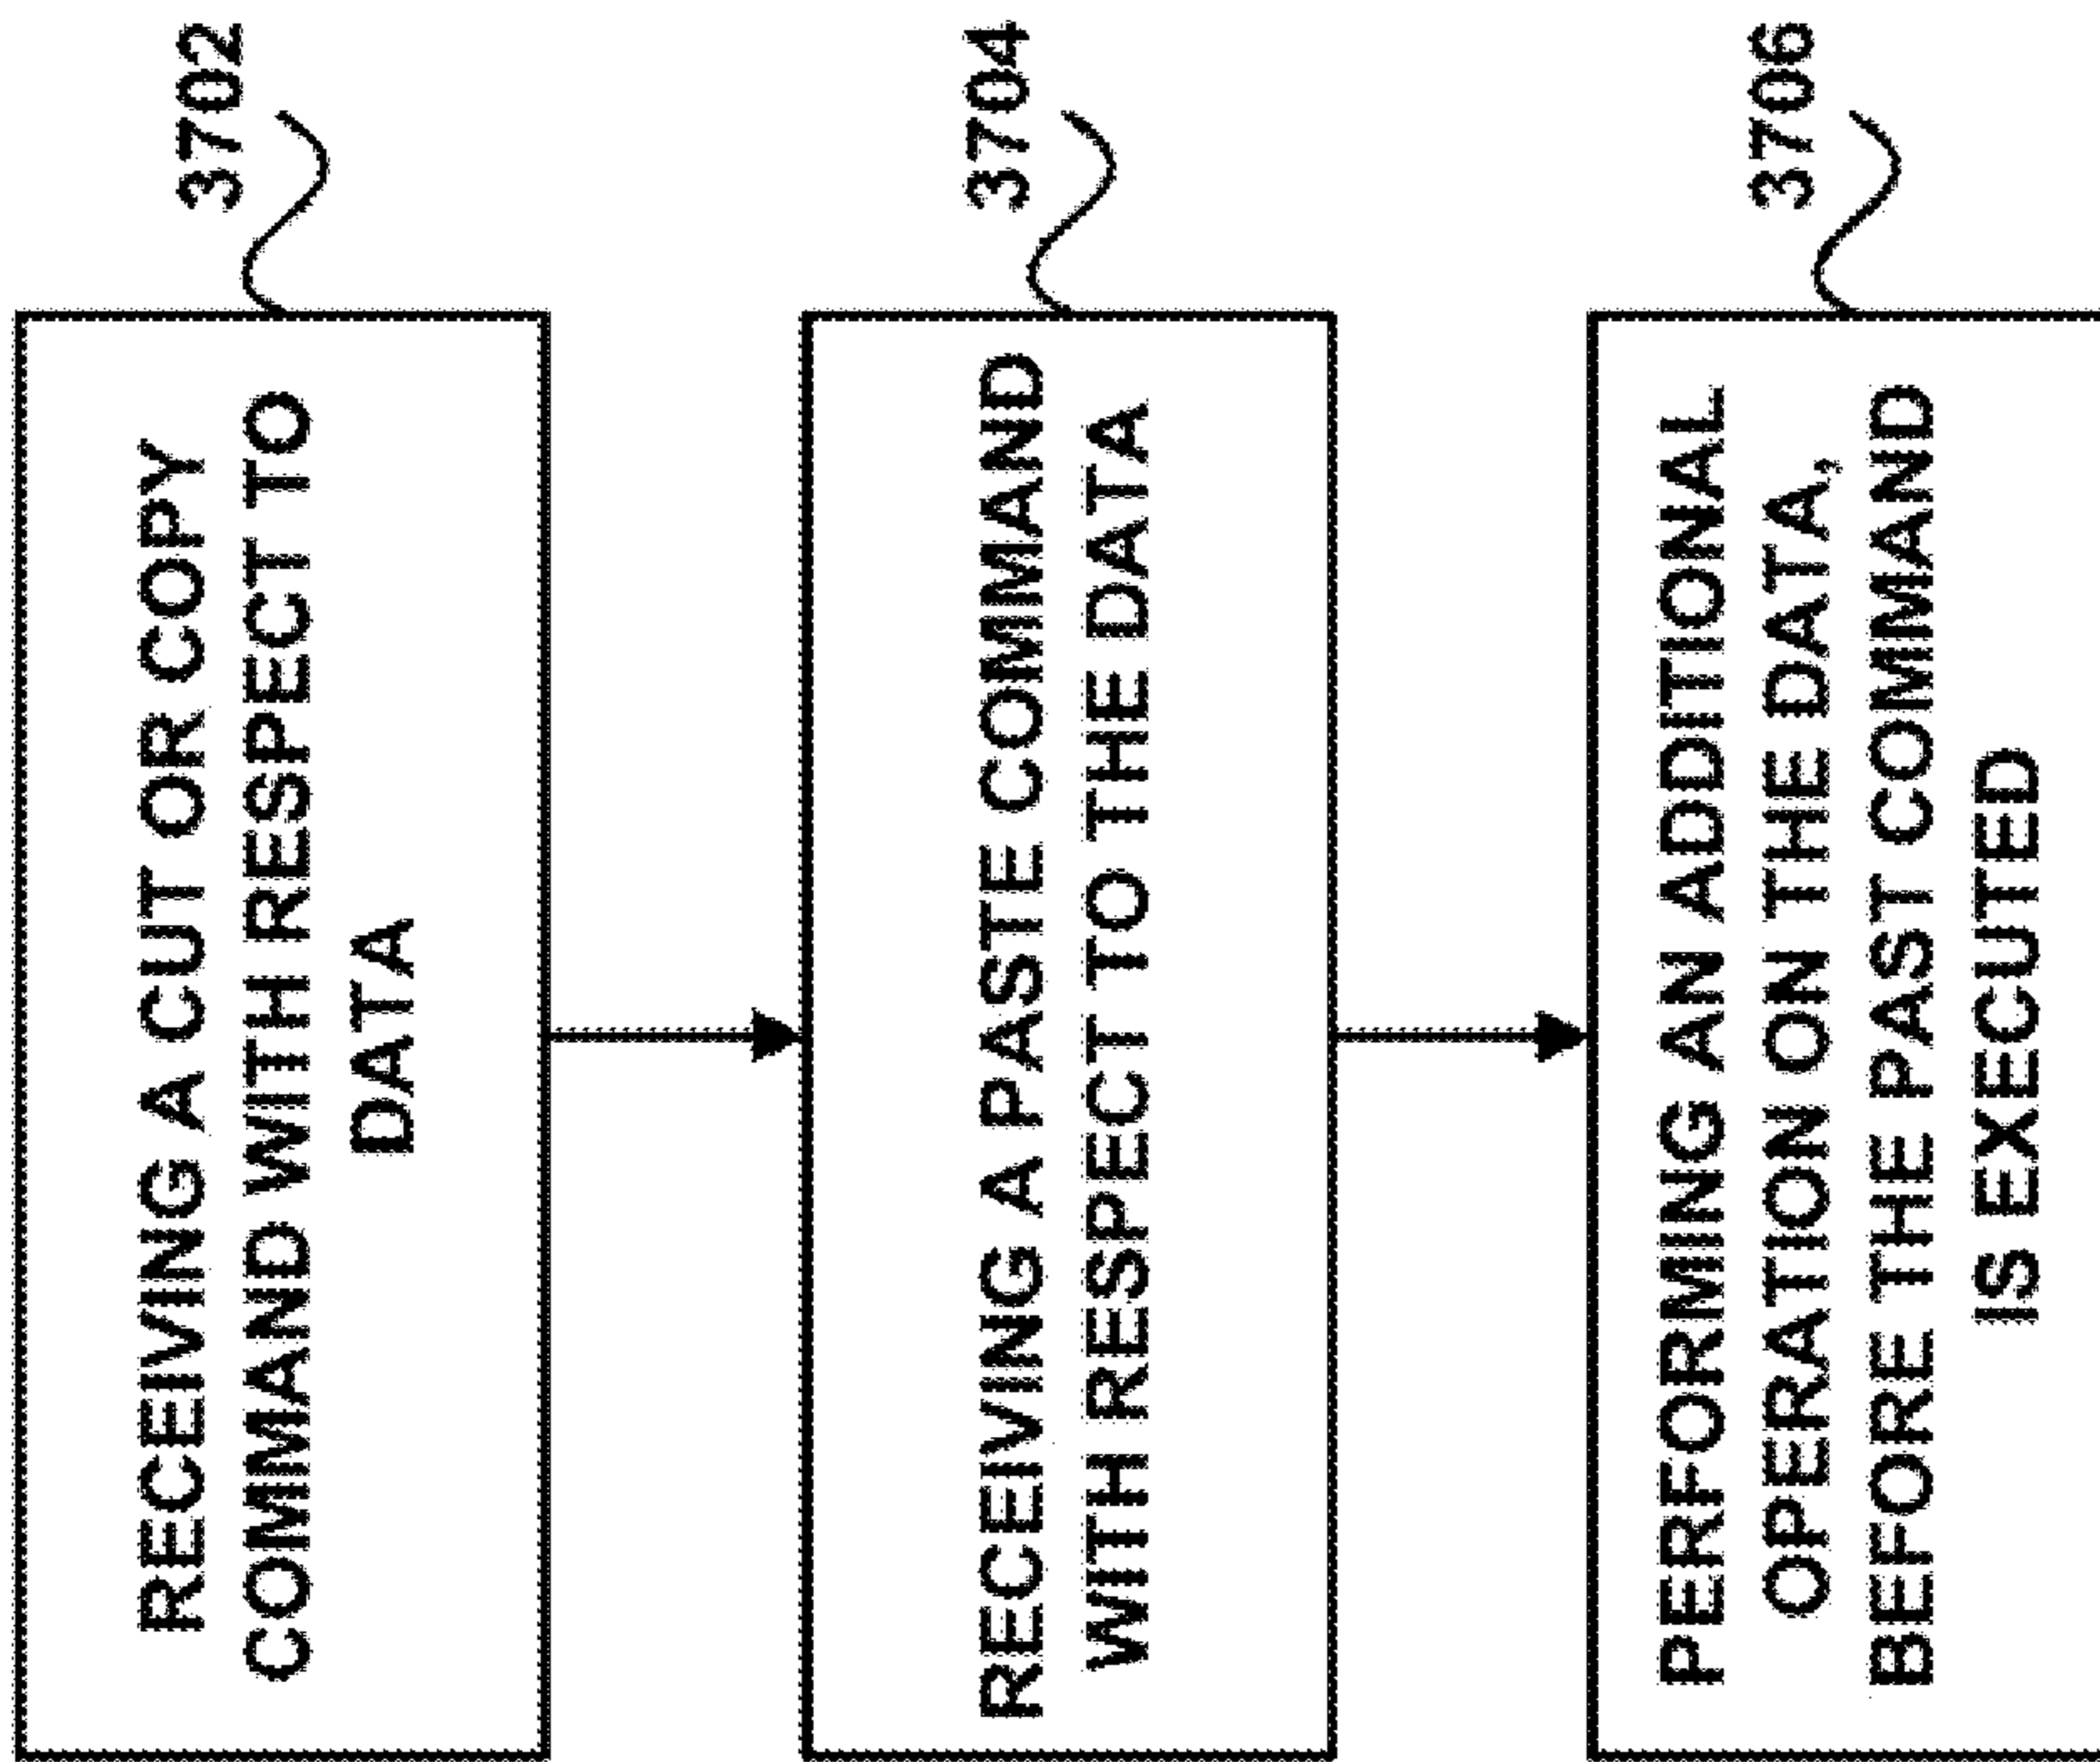 RECEIVING A CUT OR COPY
COMMAND WITH RESPECT TO
DATA
3702
RECEIVING A PASTE COMMAND
WITH RESPECT TO THE DATA
3704
PERFORMING AN ADDITIONAL
OPERATION ON THE DATA,
BEFORE THE PAST COMMAND
IS EXECUTED
3706